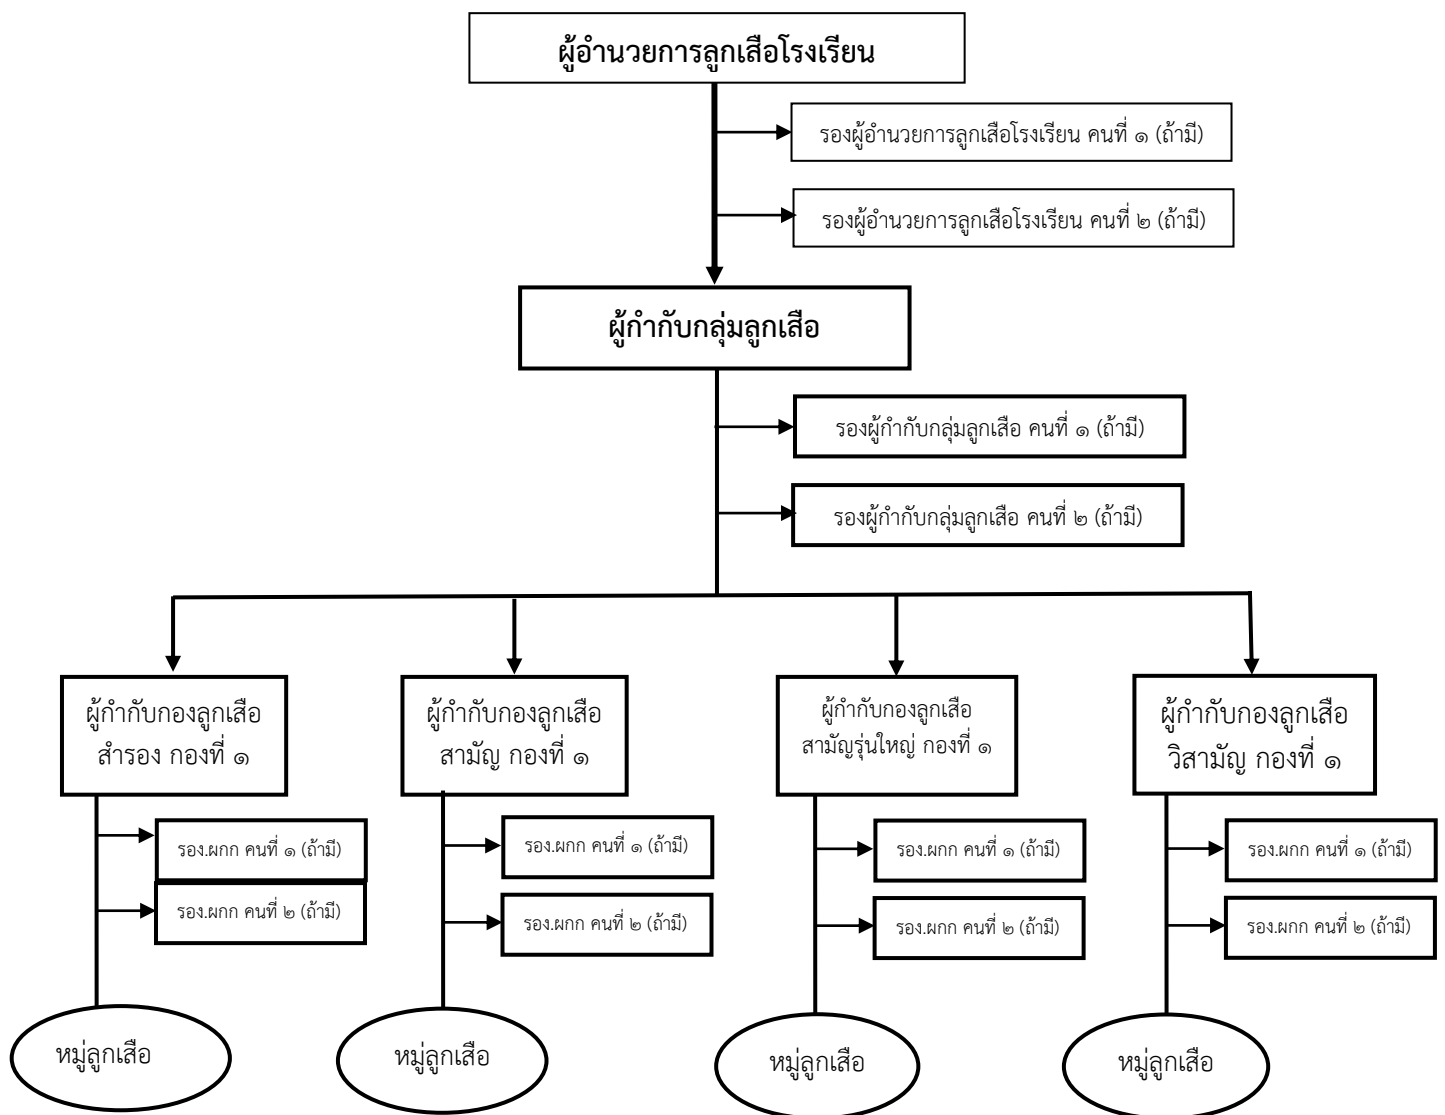 ผู้อำนวยการลูกเสือโรงเรียน
รองผู้อำนวยการลูกเสือโรงเรียน คนที่ ๑ (ถ้ามี)
รองผู้อำนวยการลูกเสือโรงเรียน คนที่ ๒ (ถ้ามี)
ผู้กำกับกลุ่มลูกเสือ
รองผู้กำกับกลุ่มลูกเสือ คนที่ ๑ (ถ้ามี)
รองผู้กำกับกลุ่มลูกเสือ คนที่ ๒ (ถ้ามี)
ผู้กำกับกองลูกเสือ
สำรอง กองที่ ๑
รอง.ผกก คนที่ ๑ (ถ้ามี)
รอง.ผกก คนที่ ๒ (ถ้ามี)
หมู่ลูกเสือ
ผู้กำกับกองลูกเสือ
สามัญ กองที่ ๑
รอง.ผกก คนที่ ๑ (ถ้ามี)
รอง.ผกก คนที่ ๒ (ถ้ามี)
หมู่ลูกเสือ
ผู้กำกับกองลูกเสือ
สามัญรุ่นใหญ่ กองที่ ๑
รอง.ผกก คนที่ ๑ (ถ้ามี)
รอง.ผกก คนที่ ๒ (ถ้ามี)
หมู่ลูกเสือ
ผู้กำกับกองลูกเสือ
วิสามัญ กองที่ ๑
รอง.ผกก คนที่ ๑ (ถ้ามี)
รอง.ผกก คนที่ ๒ (ถ้ามี)
หมู่ลูกเสือ